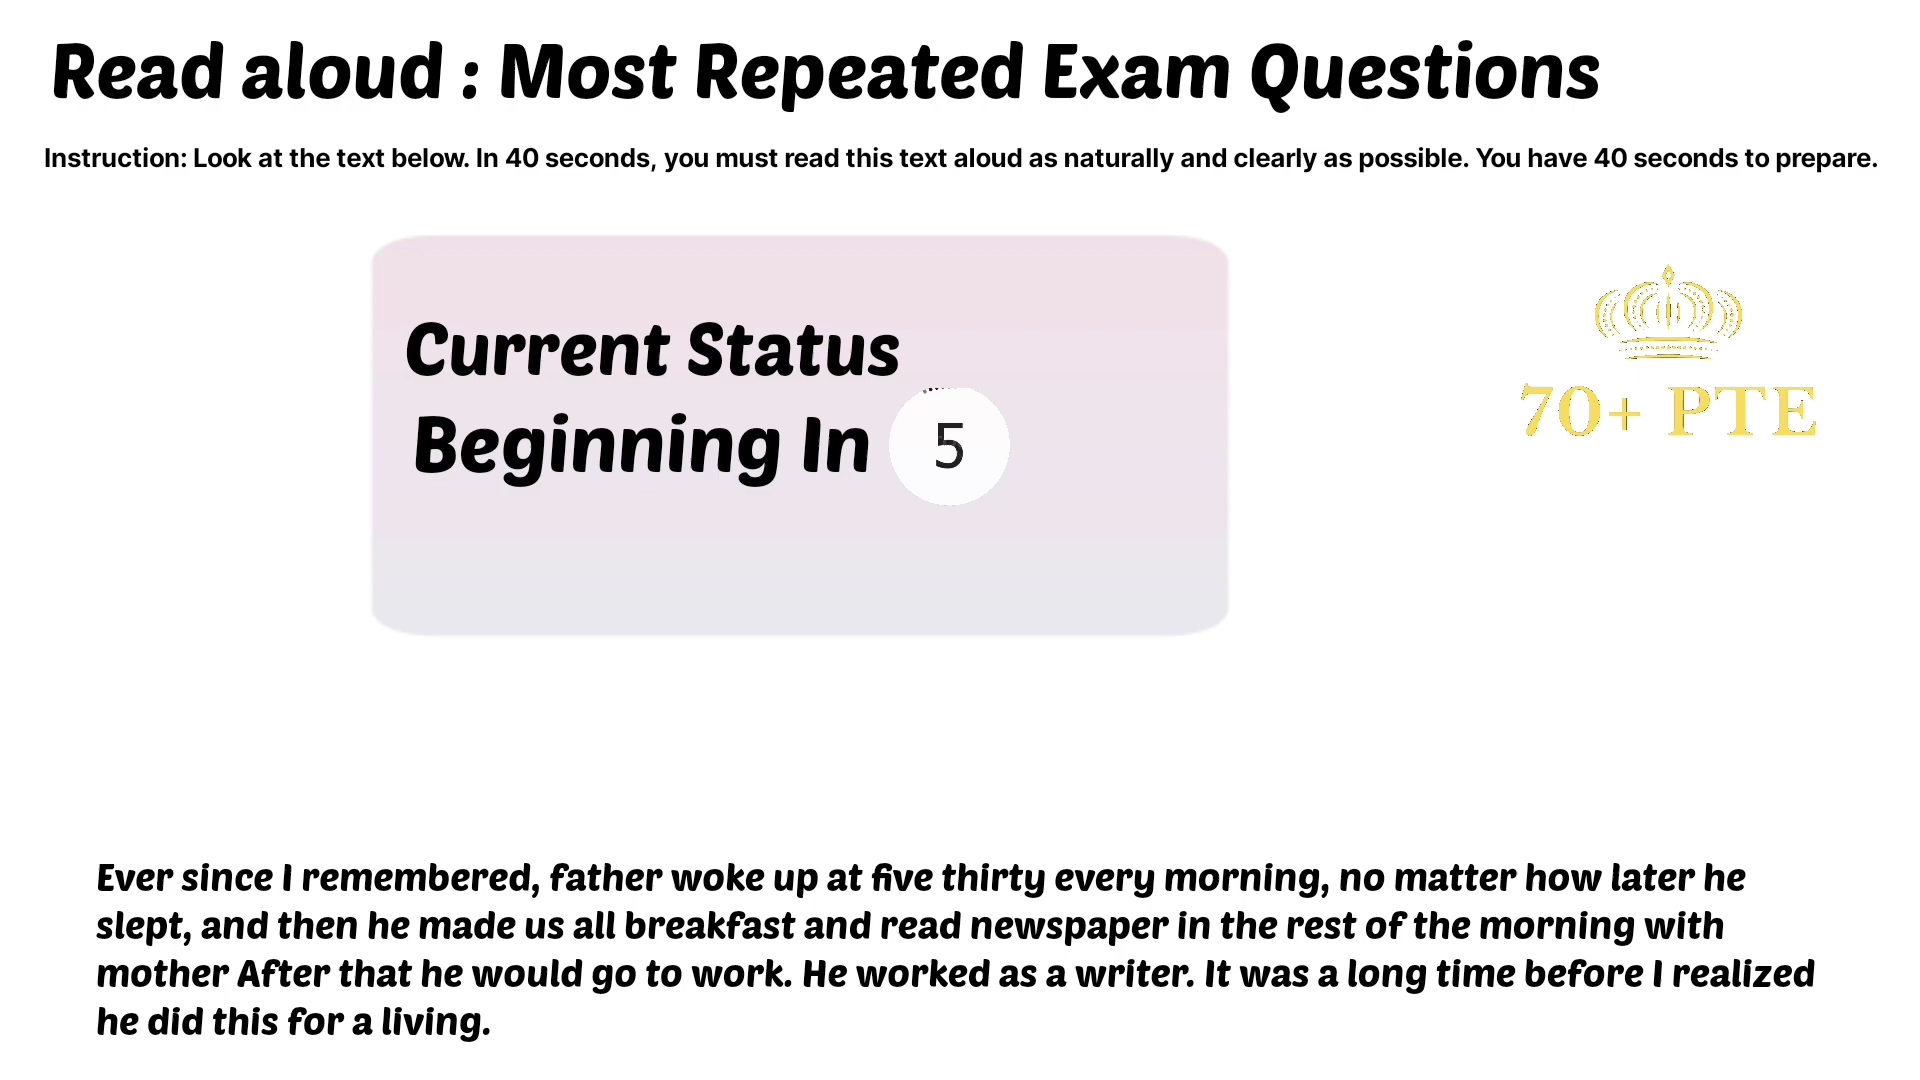 Read aloud : Most Repeated Exam Questions
Instruction: Look at the text below. In 40 seconds, you must read this text aloud as naturally and clearly as possible. You have 40 seconds to prepare.
Current Status
Beginning In 5
70+ PTE
Ever since I remembered, father woke up at five thirty every morning, no matter how later he
slept, and then he made us all breakfast and read newspaper in the rest of the morning with
mother After that he would go to work. He worked as a writer. It was a long time before I realized
he did this for a living.